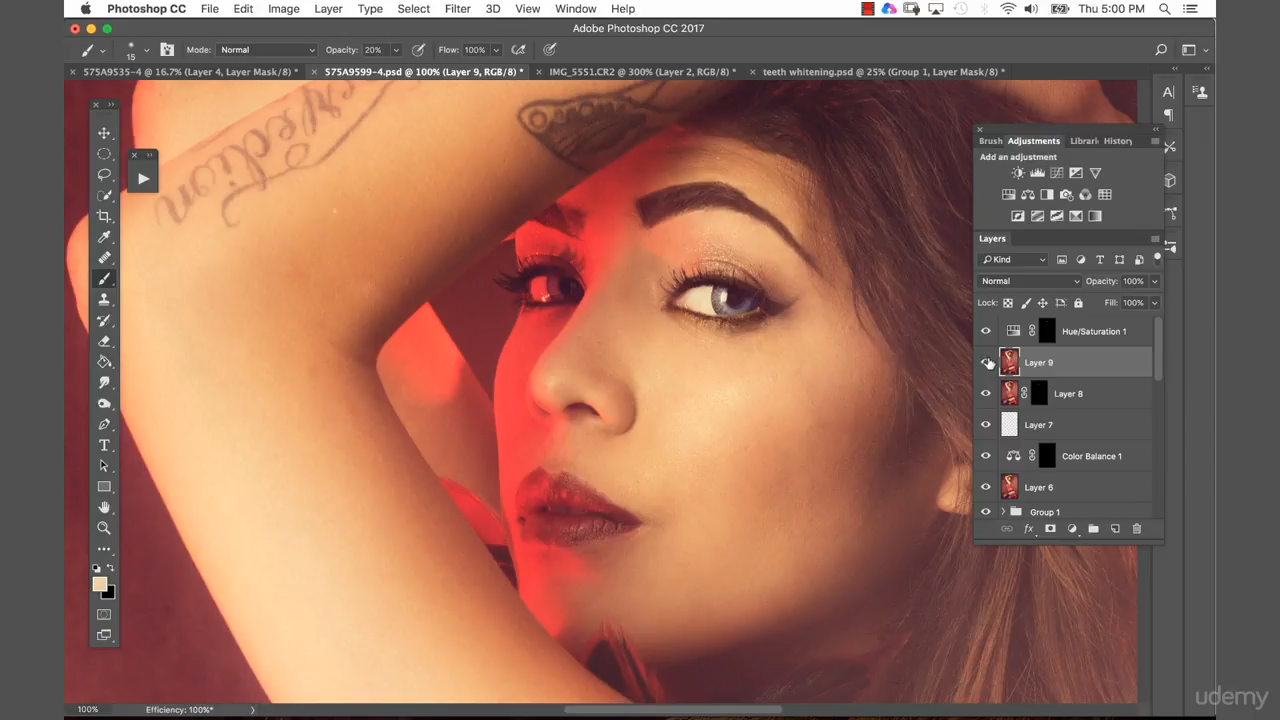 Photoshop CC File Edit Image Layer Type Select Filter 3D View Window Help Thu 5:00 PM
Adobe Photoshop CC 2017
15 Mode: Normal Opacity: 20% Flow: 100%
575A9535-4 @ 16.7% (Layer 4, Layer Mask/8) * 575A9599-4.psd @ 100% (Layer 9, RGB/8) * IMG_5551.CR2 @ 300% (Layer 2, RGB/8) * teeth whitening.psd @ 25% (Group 1, Layer Mask/8) *
Brush Adjustments Librari History
Add an adjustment
Layers
Kind
Normal Opacity: 100%
Lock: Fill: 100%
Hue/Saturation 1
Layer 9
Layer 8
Layer 7
Color Balance 1
Layer 6
Group 1
fx
100% Efficiency: 100%*
udemy